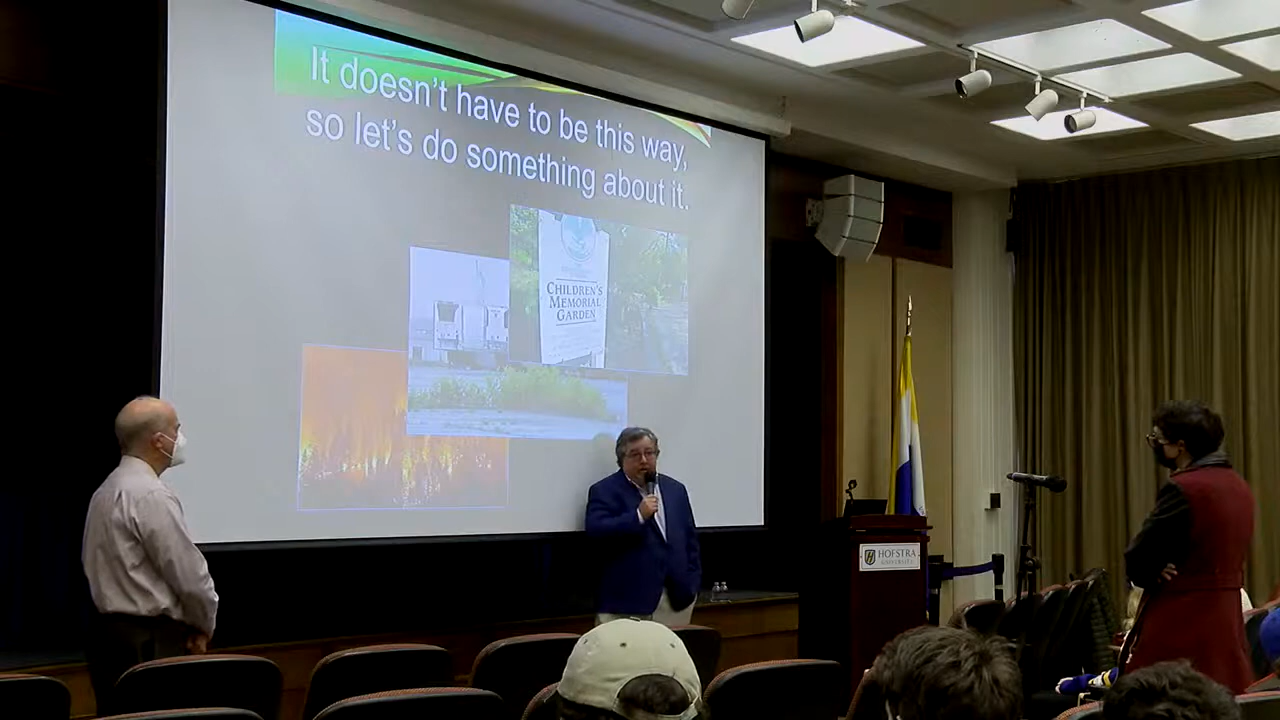 It doesn't have to be this way,
so let's do something about it.
CHILDREN'S
MEMORIAL
GARDEN
HOFSTRA
UNIVERSITY